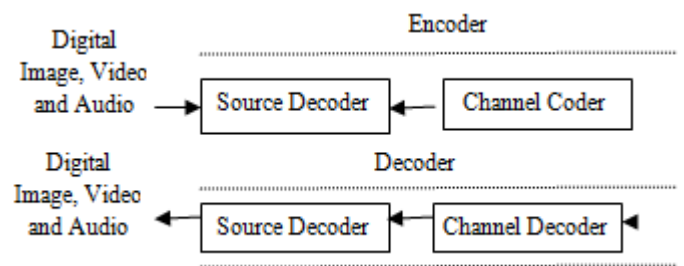 Encoder
Digital
Image, Video
and Audio
Source Decoder
Channel Coder
Decoder
Digital
Image, Video
and Audio
Source Decoder
Channel Decoder